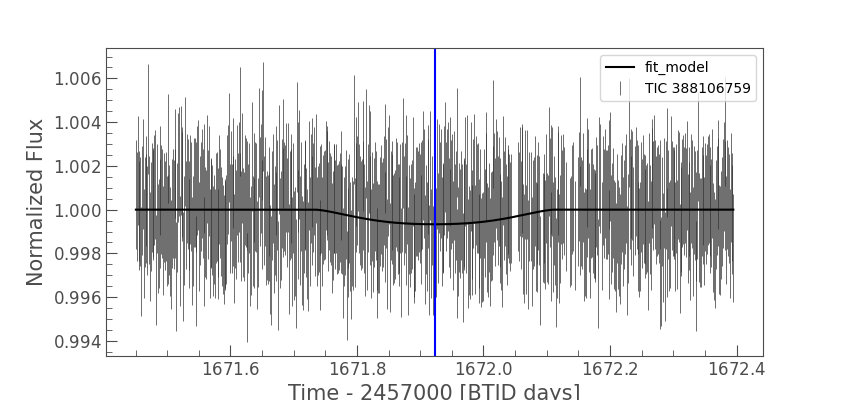 fit_model
TIC 388106759
1.006
1.004
1.002
1.000
0.998
0.996
0.994
Normalized Flux
1671.6 1671.8 1672.0 1672.2 1672.4
Time - 2457000 [BTJD days]